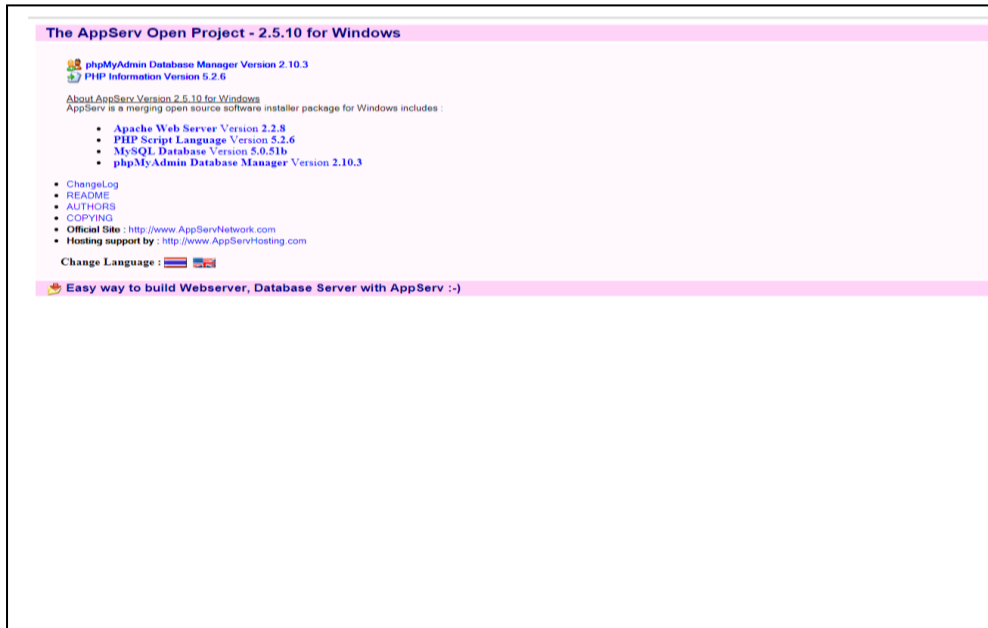 The AppServ Open Project - 2.5.10 for Windows
phpMyAdmin Database Manager Version 2.10.3
PHP Information Version 5.2.6
About AppServ Version 2.5.10 for Windows
AppServ is a merging open source software installer package for Windows includes :
• Apache Web Server Version 2.2.8
• PHP Script Language Version 5.2.6
• MySQL Database Version 5.0.51b
• phpMyAdmin Database Manager Version 2.10.3
• ChangeLog
• README
• AUTHORS
• COPYING
• Official Site : http://www.AppServNetwork.com
• Hosting support by : http://www.AppServHosting.com
Change Language :
Easy way to build Webserver, Database Server with AppServ :-)